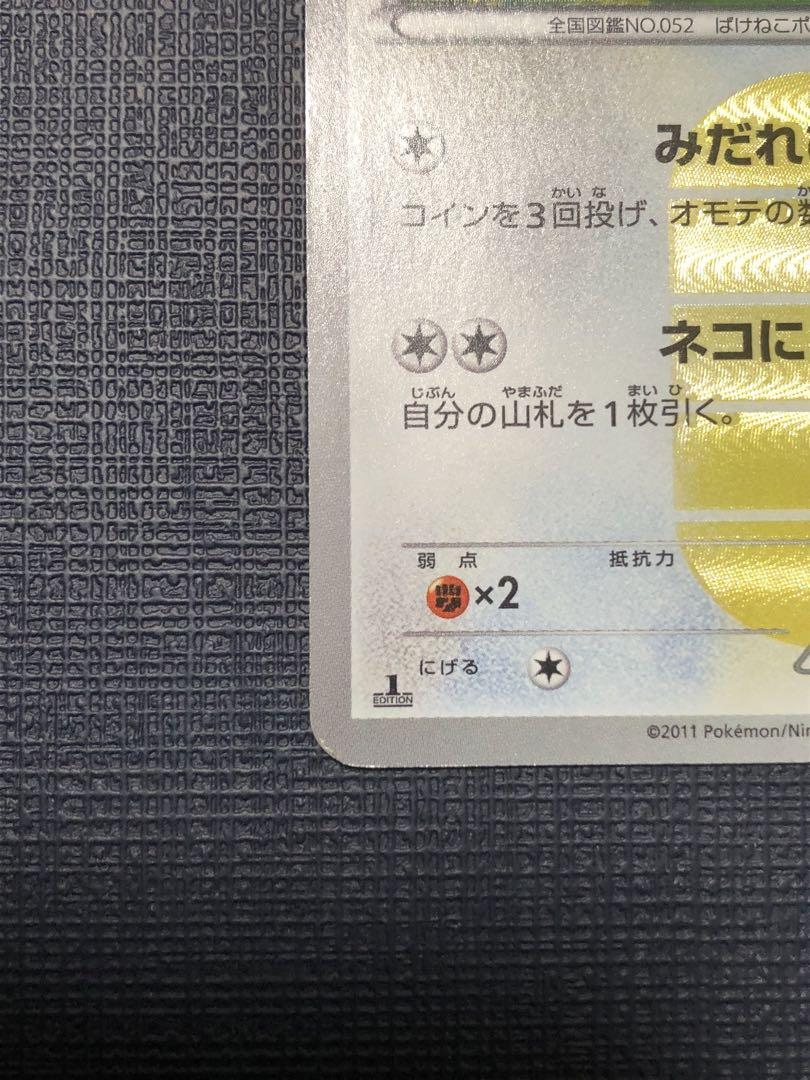 全国図鑑NO.052 ばけねこポ
みだれ
かい な
コインを3回投げ、オモテの数
ネコに
じぶん やまふだ まい ひ
自分の山札を1枚引く。
弱点 抵抗力
×2
にげる
1
EDITION
©2011 Pokémon/Nin